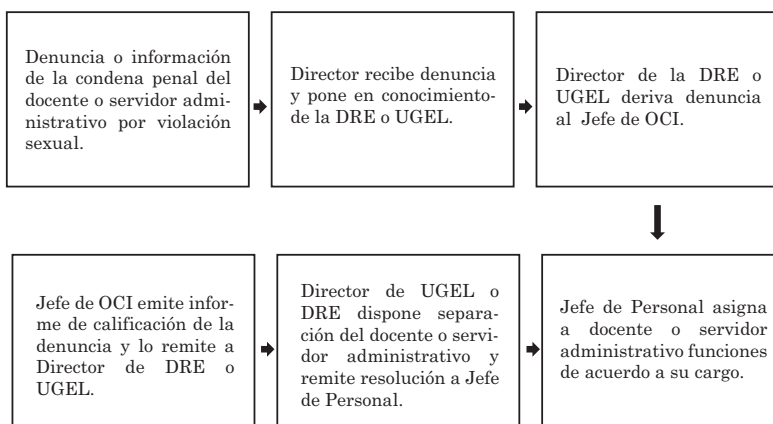 Denuncia o información
de la condena penal del
docente o servidor admi-
nistrativo por violación
sexual.
Director recibe denuncia
y pone en conocimiento-
de la DRE o UGEL.
Director de la DRE o
UGEL deriva denuncia
al Jefe de OCI.
Jefe de OCI emite infor-
me de calificación de la
denuncia y lo remite a
Director de DRE o
UGEL.
Director de UGEL o
DRE dispone separa-
ción del docente o servi-
dor administrativo y
remite resolución a Jefe
de Personal.
Jefe de Personal asigna
a docente o servidor
administrativo funciones
de acuerdo a su cargo.